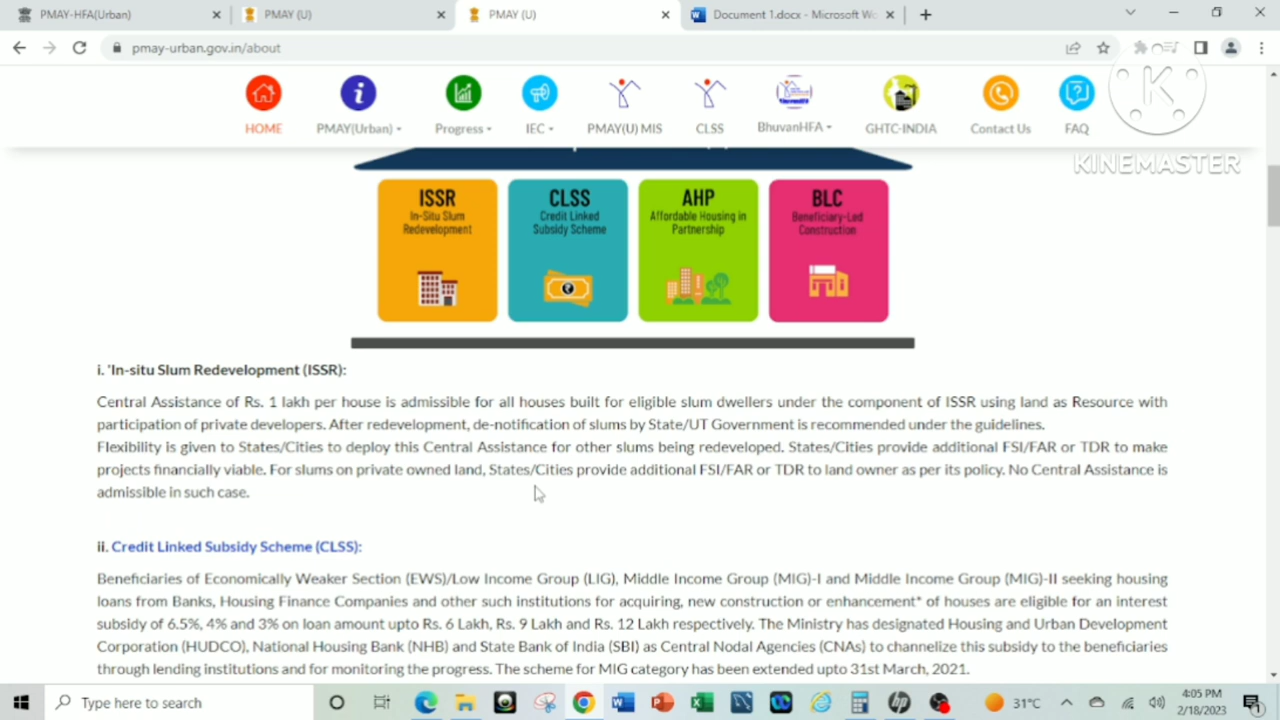 PMAY-HFA(Urban)
PMAY (U)
PMAY (U)
Document 1.docx - Microsoft Wo
pmay-urban.gov.in/about
HOME
PMAY(Urban)
Progress
IEC
PMAY(U) MIS
CLSS
BhuvanHFA
GHTC-INDIA
Contact Us
FAQ
K
KINEMASTER
ISSR
In-Situ Slum
Redevelopment
CLSS
Credit Linked
Subsidy Scheme
AHP
Affordable Housing in
Partnership
BLC
Beneficiary-Led
Construction
i. 'In-situ Slum Redevelopment (ISSR):
Central Assistance of Rs. 1 lakh per house is admissible for all houses built for eligible slum dwellers under the component of ISSR using land as Resource with
participation of private developers. After redevelopment, de-notification of slums by State/UT Government is recommended under the guidelines.
Flexibility is given to States/Cities to deploy this Central Assistance for other slums being redeveloped. States/Cities provide additional FSI/FAR or TDR to make
projects financially viable. For slums on private owned land, States/Cities provide additional FSI/FAR or TDR to land owner as per its policy. No Central Assistance is
admissible in such case.
ii. Credit Linked Subsidy Scheme (CLSS):
Beneficiaries of Economically Weaker Section (EWS)/Low Income Group (LIG), Middle Income Group (MIG)-I and Middle Income Group (MIG)-II seeking housing
loans from Banks, Housing Finance Companies and other such institutions for acquiring, new construction or enhancement* of houses are eligible for an interest
subsidy of 6.5%, 4% and 3% on loan amount upto Rs. 6 Lakh, Rs. 9 Lakh and Rs. 12 Lakh respectively. The Ministry has designated Housing and Urban Development
Corporation (HUDCO), National Housing Bank (NHB) and State Bank of India (SBI) as Central Nodal Agencies (CNAs) to channelize this subsidy to the beneficiaries
through lending institutions and for monitoring the progress. The scheme for MIG category has been extended upto 31st March, 2021.
Type here to search
31°C
4:05 PM
2/18/2023